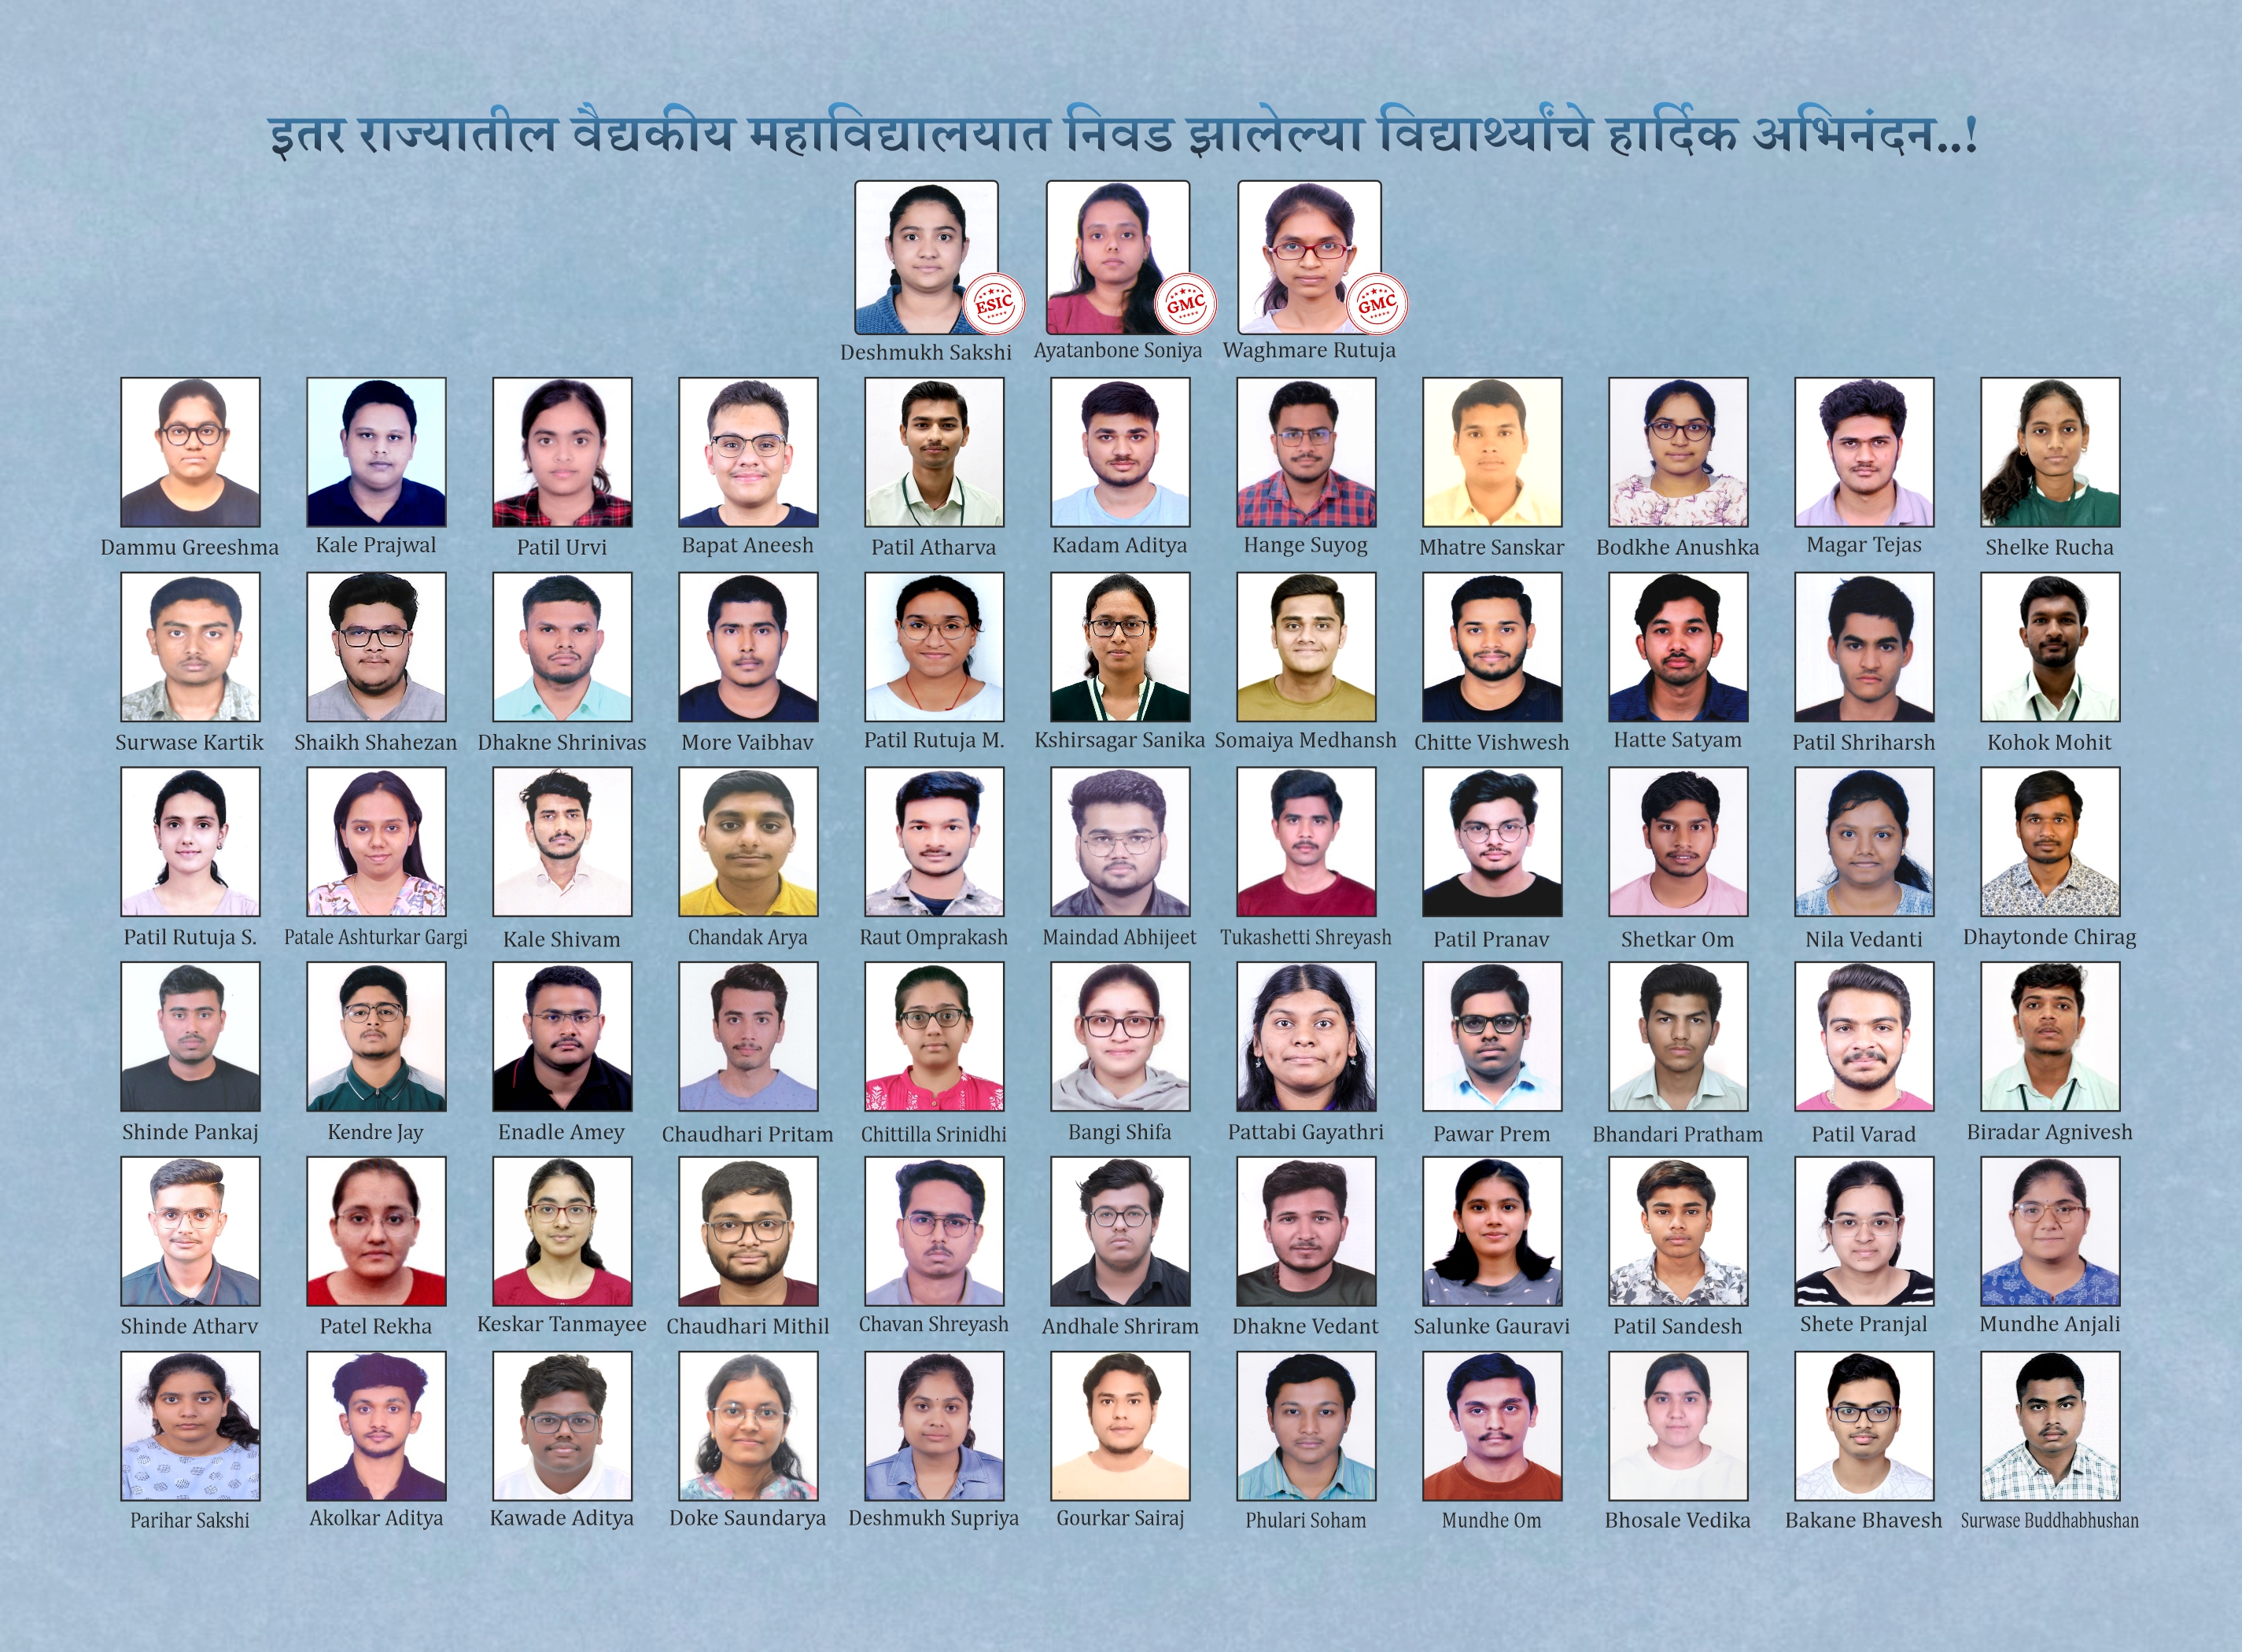 इतर राज्यातील वैद्यकीय महाविद्यालयात निवड झालेल्या विद्यार्थ्यांचे हार्दिक अभिनंदन..!
ESIC GMC GMC
Deshmukh Sakshi Ayatanbone Soniya Waghmare Rutuja
Dammu Greeshma Kale Prajwal Patil Urvi Bapat Aneesh Patil Atharva Kadam Aditya Hange Suyog Mhatre Sanskar Bodkhe Anushka Magar Tejas Shelke Rucha
Surwase Kartik Shaikh Shahezan Dhakne Shrinivas More Vaibhav Patil Rutuja M. Kshirsagar Sanika Somaiya Medhansh Chitte Vishwesh Hatte Satyam Patil Shriharsh Kohok Mohit
Patil Rutuja S. Patale Ashturkar Gargi Kale Shivam Chandak Arya Raut Omprakash Maindad Abhijeet Tukashetti Shreyash Patil Pranav Shetkar Om Nila Vedanti Dhaytonde Chirag
Shinde Pankaj Kendre Jay Enadle Amey Chaudhari Pritam Chittilla Srinidhi Bangi Shifa Pattabi Gayathri Pawar Prem Bhandari Pratham Patil Varad Biradar Agnivesh
Shinde Atharv Patel Rekha Keskar Tanmayee Chaudhari Mithil Chavan Shreyash Andhale Shriram Dhakne Vedant Salunke Gauravi Patil Sandesh Shete Pranjal Mundhe Anjali
Parihar Sakshi Akolkar Aditya Kawade Aditya Doke Saundarya Deshmukh Supriya Gourkar Sairaj Phulari Soham Mundhe Om Bhosale Vedika Bakane Bhavesh Surwase Buddhabhushan